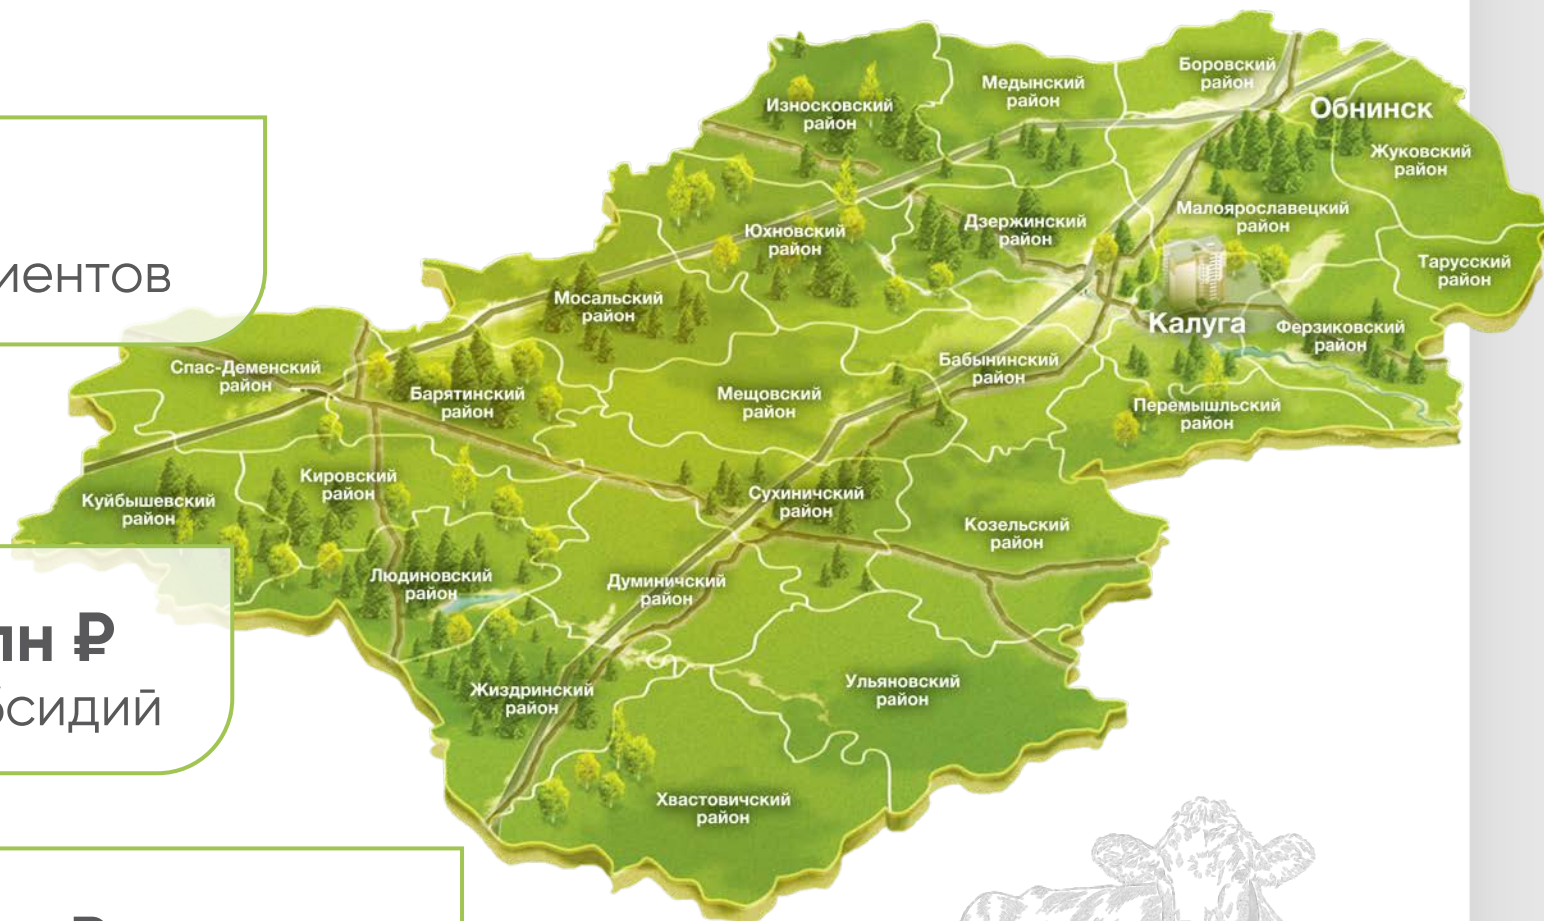 Боровский
район
Медынский
район
Износковский
район
Обнинск
Жуковский
район
Малоярославецкий
район
Юхновский
район
Дзержинский
район
Тарусский
район
иентов
Мосальский
район
Калуга
Ферзиковский
район
Спас-Деменский
район
Барятинский
район
Мещовский
район
Бабынинский
район
Перемышльский
район
Куйбышевский
район
Кировский
район
Сухиничский
район
Козельский
район
Людиновский
район
Думиничский
район
лн ₽
бсидий
Жиздринский
район
Ульяновский
район
Хвастовичский
район